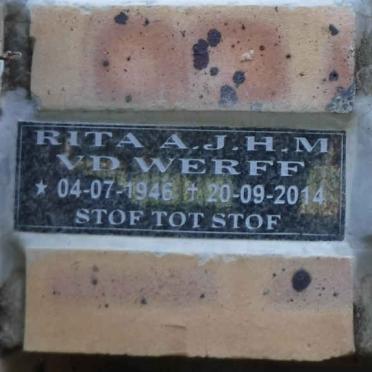 RITA A.J.H.M
VD WERFF
★ 04-07-1946 † 20-09-2014
STOF TOT STOF